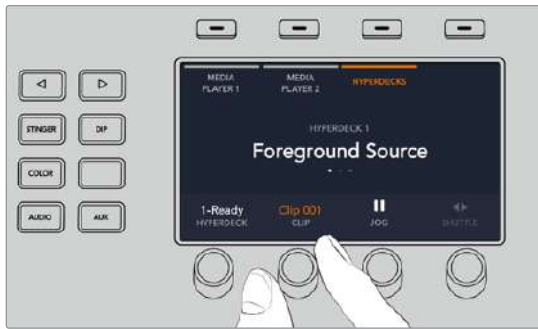 MEDIA PLAYER 1
MEDIA PLAYER 2
HYPERDECKS
HYPERDECK 1
Foreground Source
1-Ready
HYPERDECK
Clip 001
CLIP
JOG
SHUTTLE
STINGER
DIP
COLOR
AUDIO
AUX